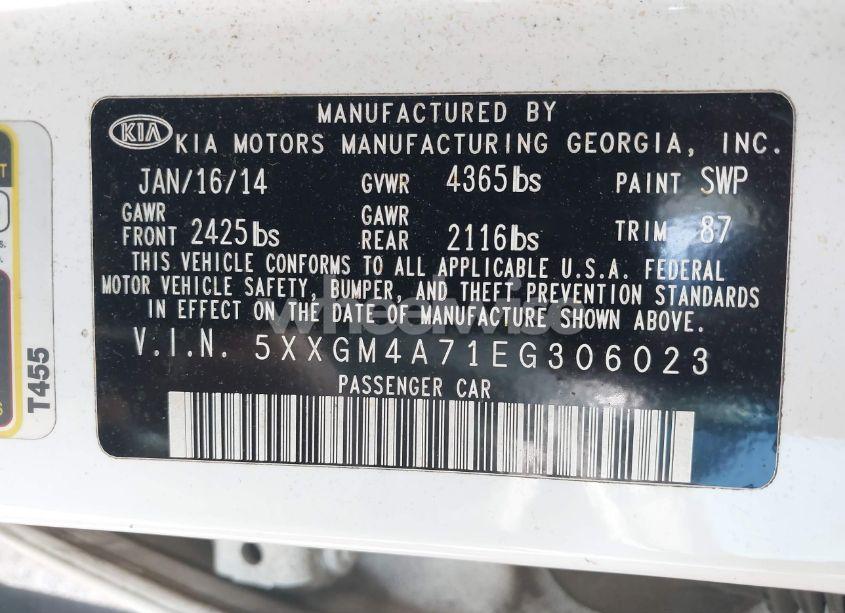 MANUFACTURED BY
KIA KIA MOTORS MANUFACTURING GEORGIA, INC.
JAN/16/14 GVWR 4365lbs PAINT SWP
GAWR FRONT 2425lbs GAWR REAR 2116lbs TRIM 87
THIS VEHICLE CONFORMS TO ALL APPLICABLE U.S.A. FEDERAL
MOTOR VEHICLE SAFETY, BUMPER, AND THEFT PREVENTION STANDARDS
IN EFFECT ON THE DATE OF MANUFACTURE SHOWN ABOVE.
V.I.N. 5XXGM4A71EG306023
PASSENGER CAR
T455